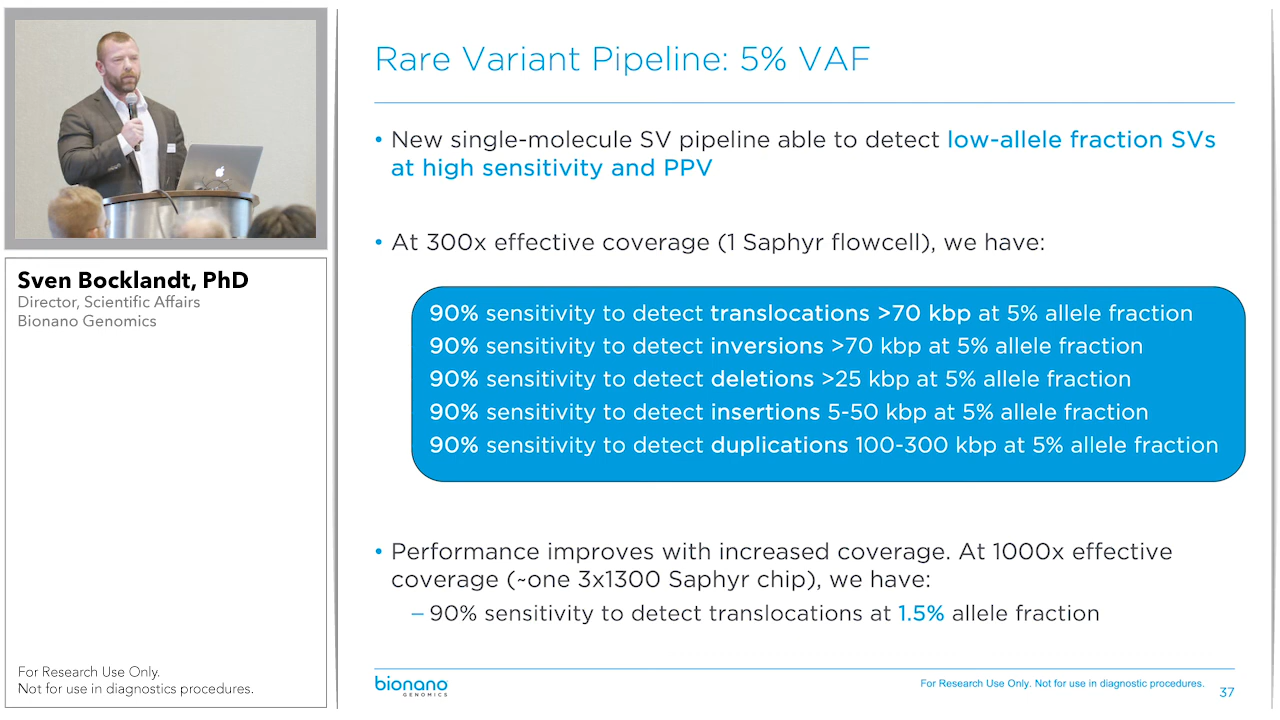 Sven Bocklandt, PhD
Director, Scientific Affairs
Bionano Genomics
For Research Use Only.
Not for use in diagnostics procedures.
Rare Variant Pipeline: 5% VAF
• New single-molecule SV pipeline able to detect low-allele fraction SVs
at high sensitivity and PPV
• At 300x effective coverage (1 Saphyr flowcell), we have:
90% sensitivity to detect translocations >70 kbp at 5% allele fraction
90% sensitivity to detect inversions >70 kbp at 5% allele fraction
90% sensitivity to detect deletions >25 kbp at 5% allele fraction
90% sensitivity to detect insertions 5-50 kbp at 5% allele fraction
90% sensitivity to detect duplications 100-300 kbp at 5% allele fraction
• Performance improves with increased coverage. At 1000x effective
coverage (~one 3x1300 Saphyr chip), we have:
– 90% sensitivity to detect translocations at 1.5% allele fraction
bionano
GENOMICS
For Research Use Only. Not for use in diagnostic procedures.
37